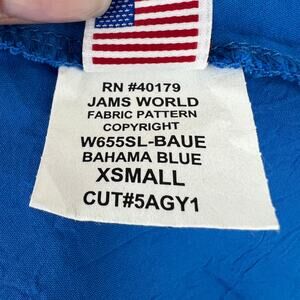 RN #40179
JAMS WORLD
FABRIC PATTERN
COPYRIGHT
W655SL-BAUE
BAHAMA BLUE
XSMALL
CUT#5AGY1